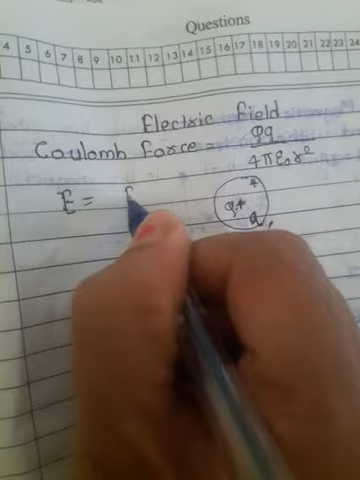 Questions
4 5 6 7 8 9 10 11 12 13 14 15 16 17 18 19 20 21 22 23 24
Electric field
Coulomb force = Qq
4πε₀r²
E =
Q